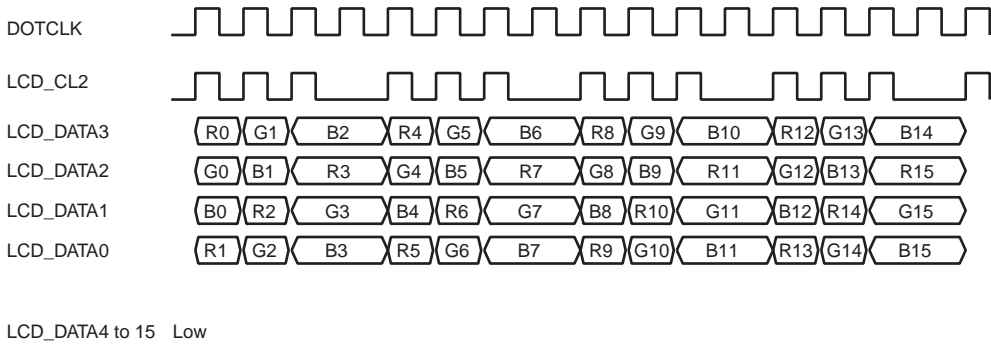 DOTCLK
LCD_CL2
LCD_DATA3 R0 G1 B2 R4 G5 B6 R8 G9 B10 R12 G13 B14
LCD_DATA2 G0 B1 R3 G4 B5 R7 G8 B9 R11 G12 B13 R15
LCD_DATA1 B0 R2 G3 B4 R6 G7 B8 R10 G11 B12 R14 G15
LCD_DATA0 R1 G2 B3 R5 G6 B7 R9 G10 B11 R13 G14 B15
LCD_DATA4 to 15 Low